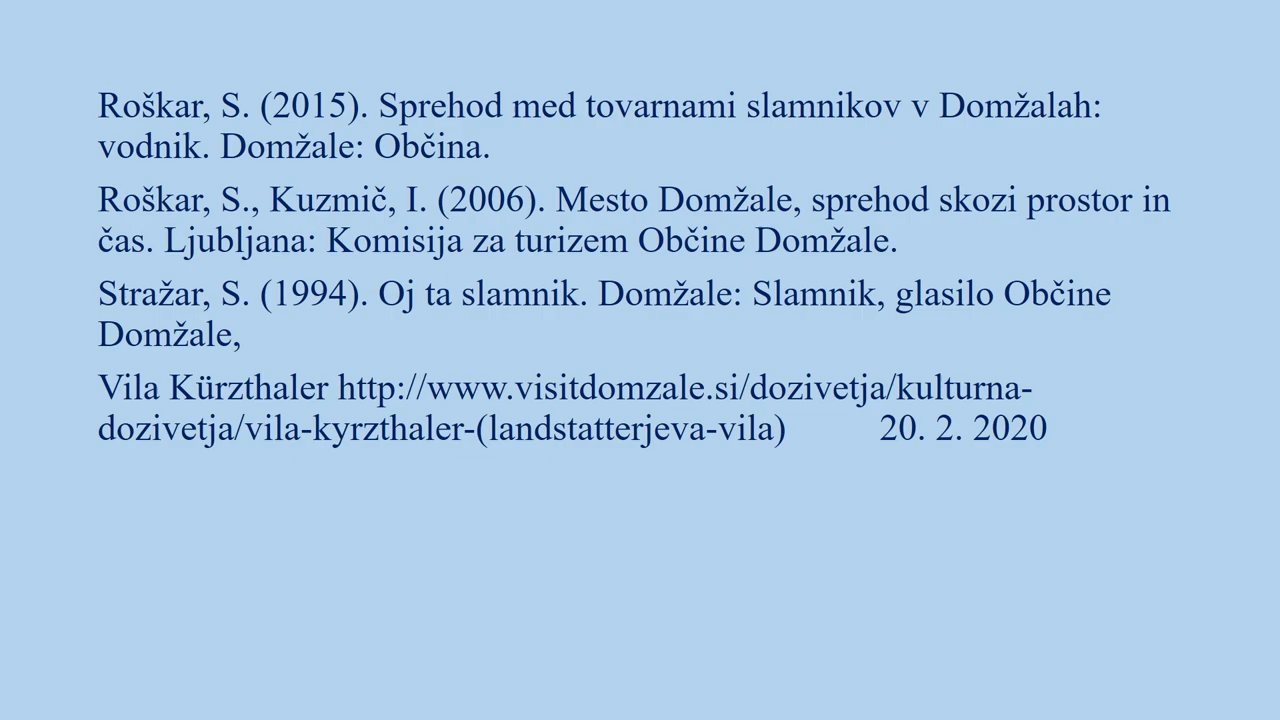 Roškar, S. (2015). Sprehod med tovarnami slamnikov v Domžalah:
vodnik. Domžale: Občina.
Roškar, S., Kuzmič, I. (2006). Mesto Domžale, sprehod skozi prostor in
čas. Ljubljana: Komisija za turizem Občine Domžale.
Stražar, S. (1994). Oj ta slamnik. Domžale: Slamnik, glasilo Občine
Domžale,
Vila Kürzthaler http://www.visitdomzale.si/dozivetja/kulturna-
dozivetja/vila-kyrzthaler-(landstatterjeva-vila) 20. 2. 2020